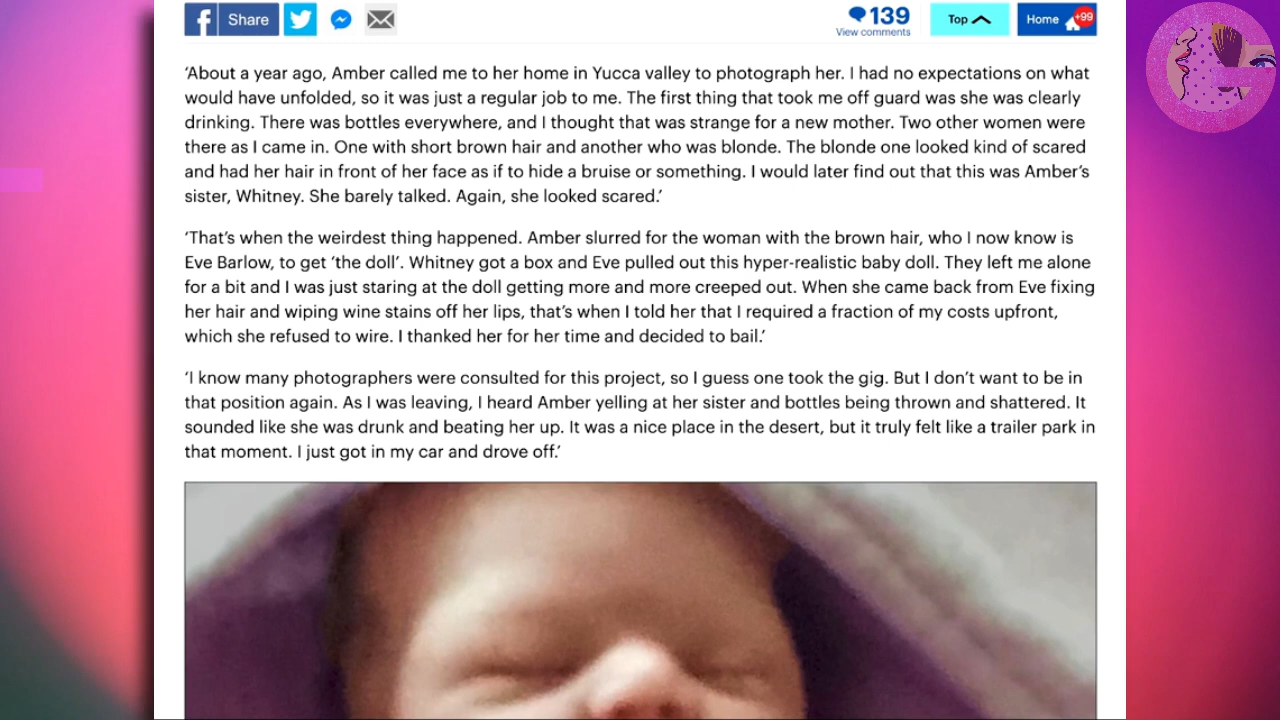 Share
139
View comments
Top
Home
+99
‘About a year ago, Amber called me to her home in Yucca valley to photograph her. I had no expectations on what
would have unfolded, so it was just a regular job to me. The first thing that took me off guard was she was clearly
drinking. There was bottles everywhere, and I thought that was strange for a new mother. Two other women were
there as I came in. One with short brown hair and another who was blonde. The blonde one looked kind of scared
and had her hair in front of her face as if to hide a bruise or something. I would later find out that this was Amber’s
sister, Whitney. She barely talked. Again, she looked scared.’
‘That’s when the weirdest thing happened. Amber slurred for the woman with the brown hair, who I now know is
Eve Barlow, to get ‘the doll’. Whitney got a box and Eve pulled out this hyper-realistic baby doll. They left me alone
for a bit and I was just staring at the doll getting more and more creeped out. When she came back from Eve fixing
her hair and wiping wine stains off her lips, that’s when I told her that I required a fraction of my costs upfront,
which she refused to wire. I thanked her for her time and decided to bail.’
‘I know many photographers were consulted for this project, so I guess one took the gig. But I don’t want to be in
that position again. As I was leaving, I heard Amber yelling at her sister and bottles being thrown and shattered. It
sounded like she was drunk and beating her up. It was a nice place in the desert, but it truly felt like a trailer park in
that moment. I just got in my car and drove off.’